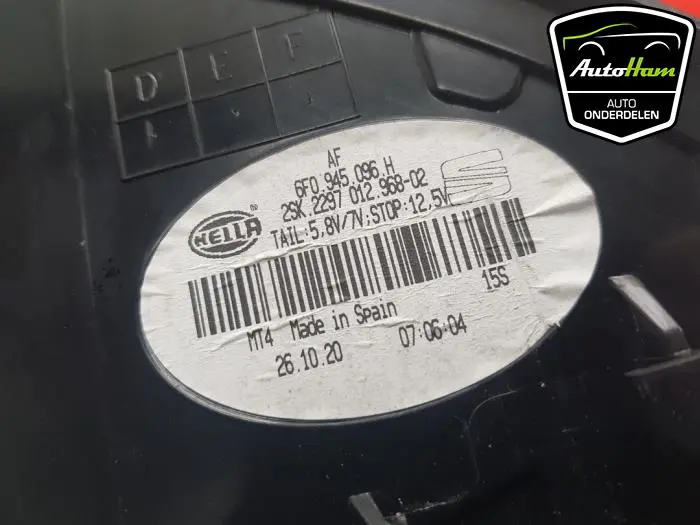 AutoHam
AUTO
ONDERDELEN
D E F
AF
6F0.945.096.H
2SK.2297 012.968-02
HELLA ®
TAIL:5,8V/7V;STOP:12,5V
15S
MT4 Made in Spain
26.10.20 07:06:04